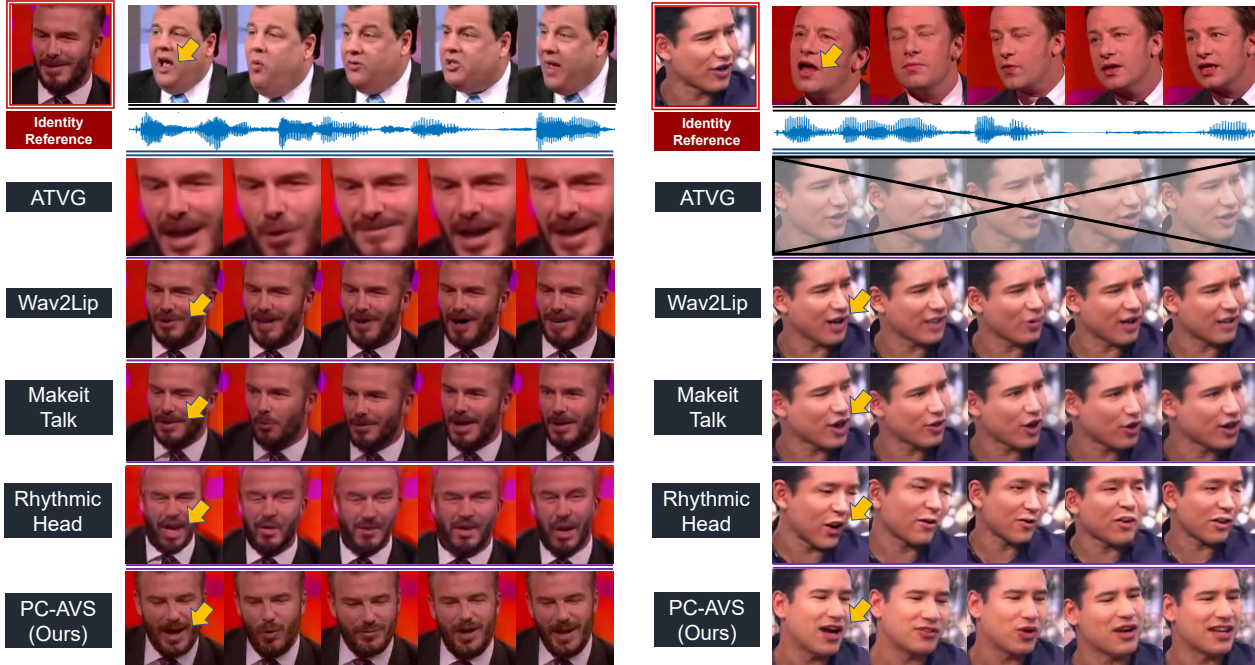 Identity
Reference
ATVG
Wav2Lip
Makeit
Talk
Rhythmic
Head
PC-AVS
(Ours)
Identity
Reference
ATVG
Wav2Lip
Makeit
Talk
Rhythmic
Head
PC-AVS
(Ours)